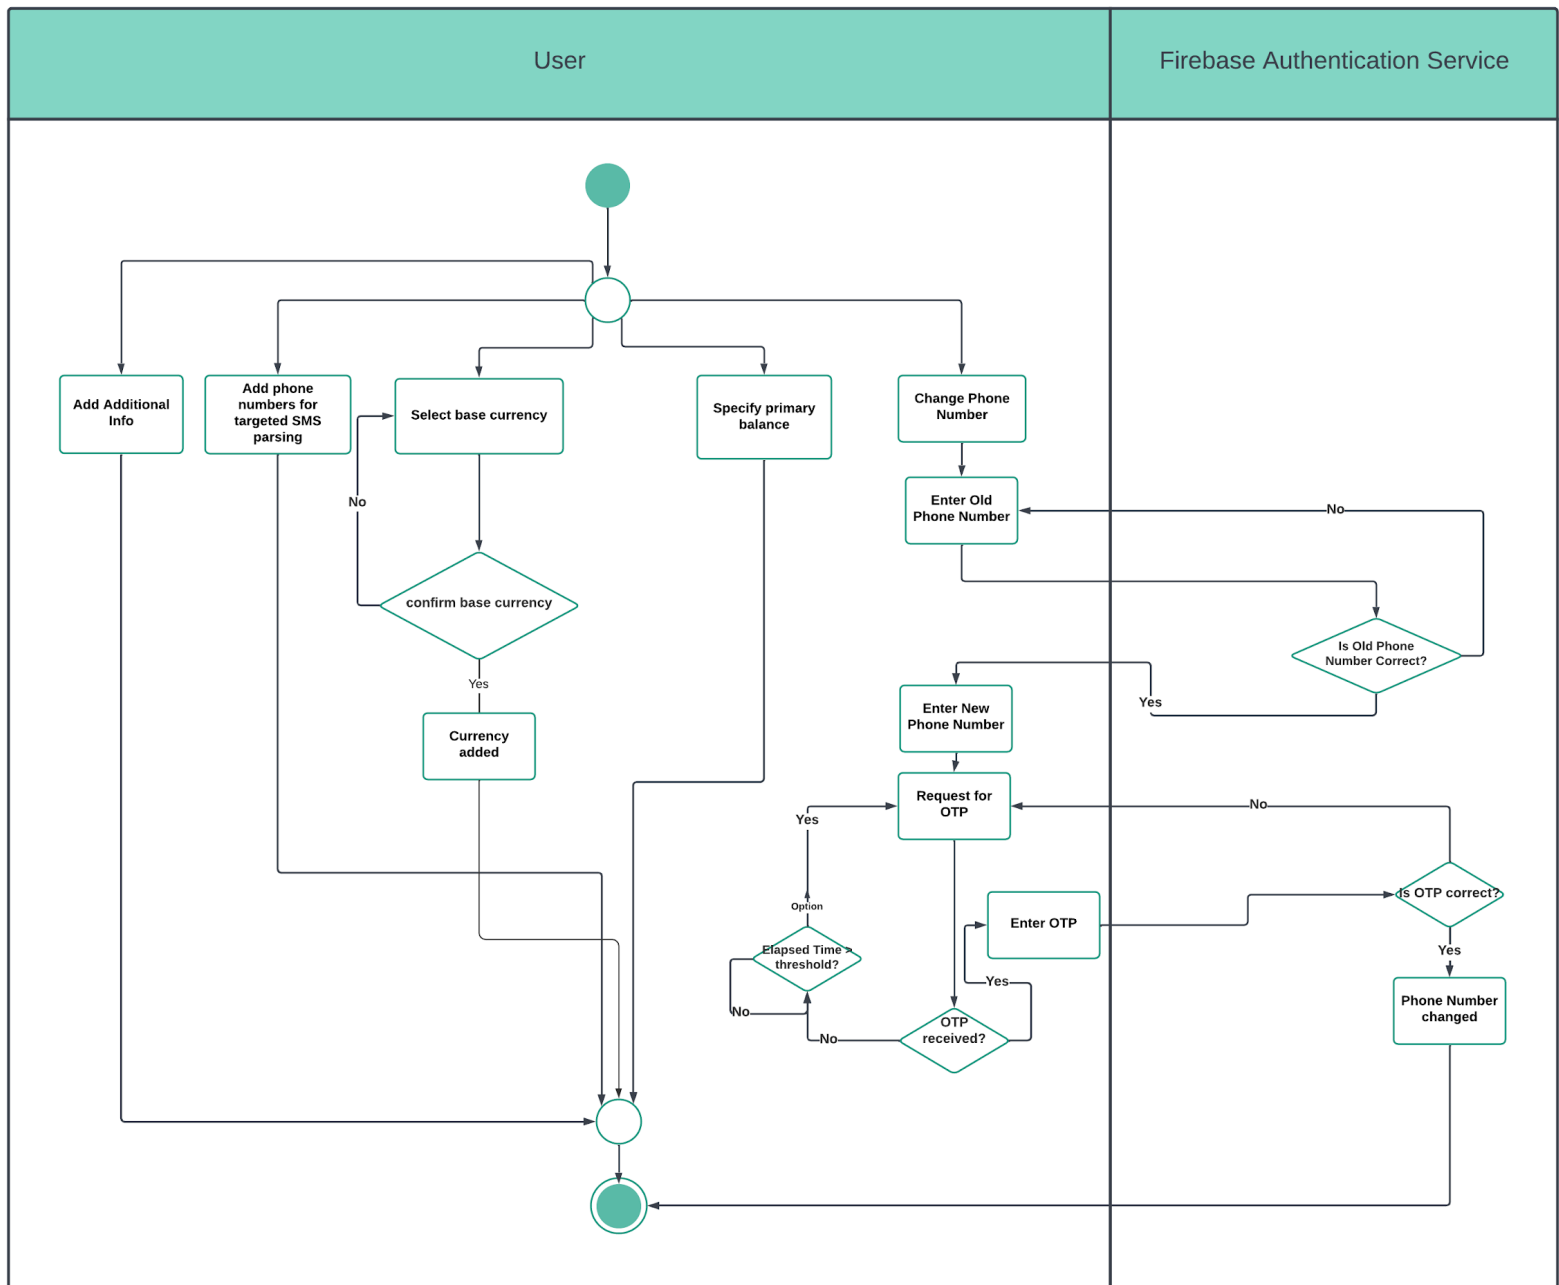 User
Firebase Authentication Service
Add Additional
Info
Add phone
numbers for
targeted SMS
parsing
Select base currency
Specify primary
balance
Change Phone
Number
No
Enter Old
Phone Number
No
confirm base currency
Is Old Phone
Number Correct?
Yes
Enter New
Phone Number
Yes
Currency
added
Request for
OTP
No
Yes
Option
Is OTP correct?
Enter OTP
Elapsed Time >
threshold?
Yes
Yes
No
OTP
received?
No
Phone Number
changed